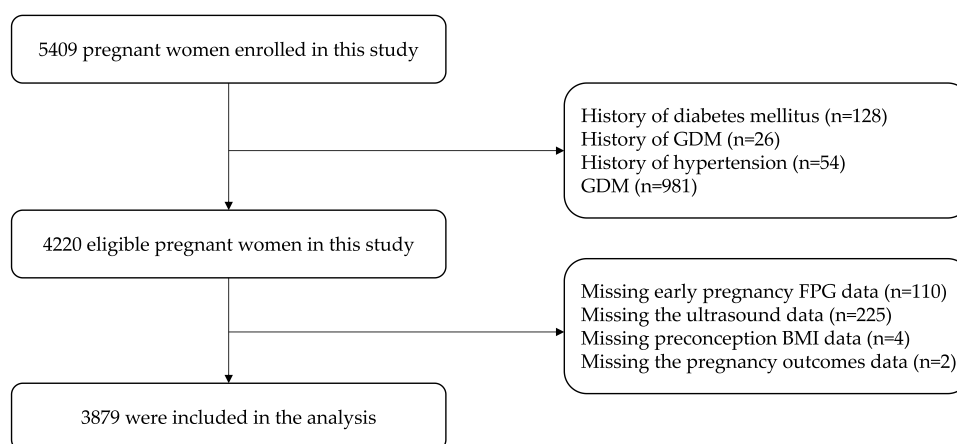 5409 pregnant women enrolled in this study
History of diabetes mellitus (n=128)
History of GDM (n=26)
History of hypertension (n=54)
GDM (n=981)
4220 eligible pregnant women in this study
Missing early pregnancy FPG data (n=110)
Missing the ultrasound data (n=225)
Missing preconception BMI data (n=4)
Missing the pregnancy outcomes data (n=2)
3879 were included in the analysis